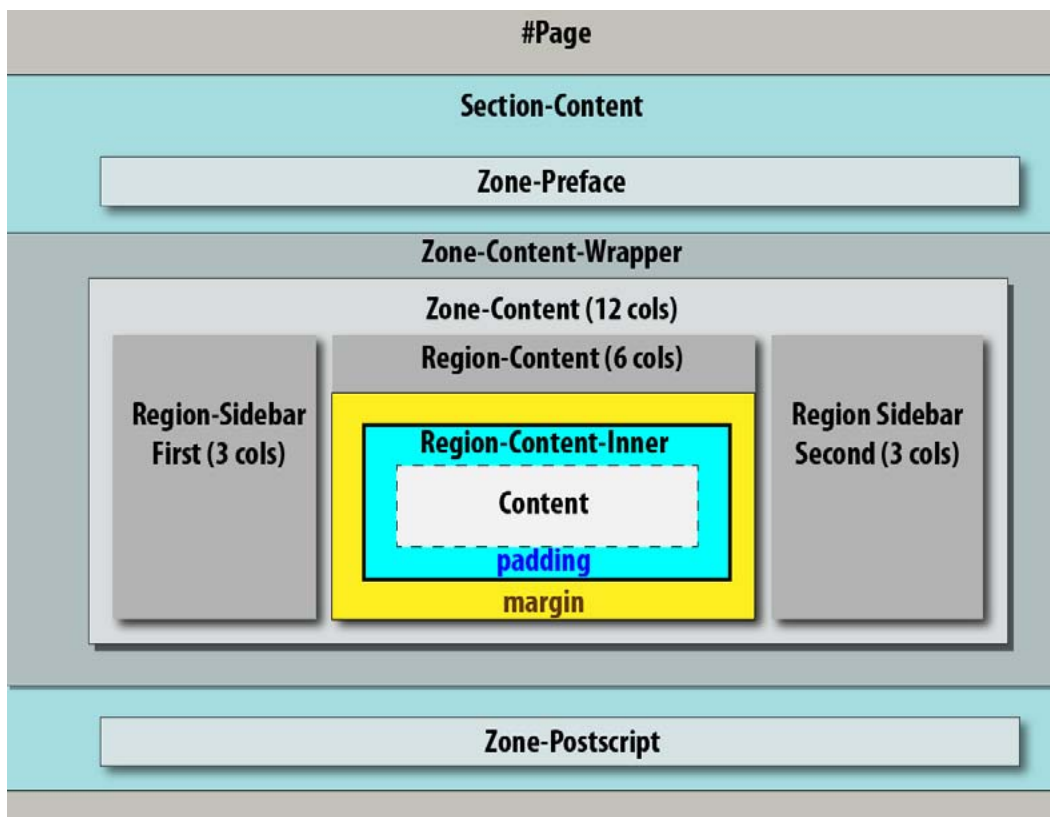 #Page
Section-Content
Zone-Preface
Zone-Content-Wrapper
Zone-Content (12 cols)
Region-Sidebar
First (3 cols)
Region-Content (6 cols)
Region-Content-Inner
Content
padding
margin
Region Sidebar
Second (3 cols)
Zone-Postscript